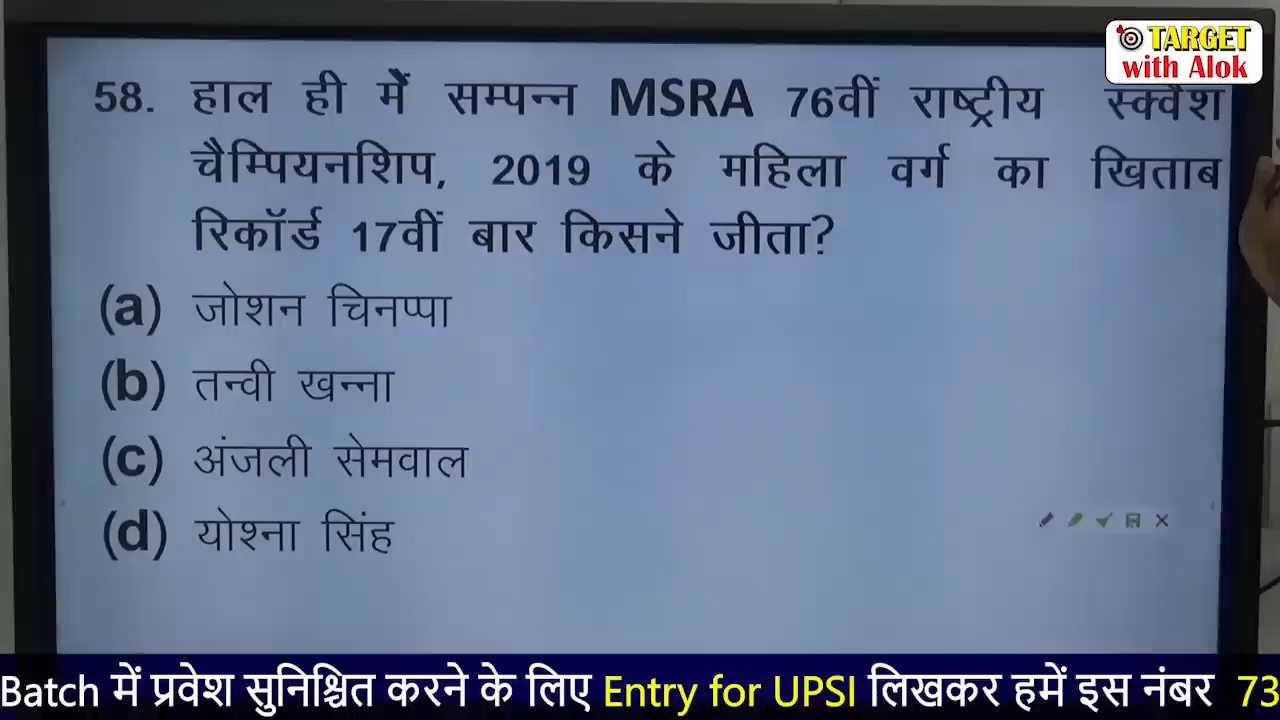 TARGET
with Alok
58. हाल ही में सम्पन्न MSRA 76वीं राष्ट्रीय स्क्वैश
चैम्पियनशिप, 2019 के महिला वर्ग का खिताब
रिकॉर्ड 17वीं बार किसने जीता?
(a) जोशन चिनप्पा
(b) तन्वी खन्ना
(c) अंजली सेमवाल
(d) योश्ना सिंह
Batch में प्रवेश सुनिश्चित करने के लिए Entry for UPSI लिखकर हमें इस नंबर 73